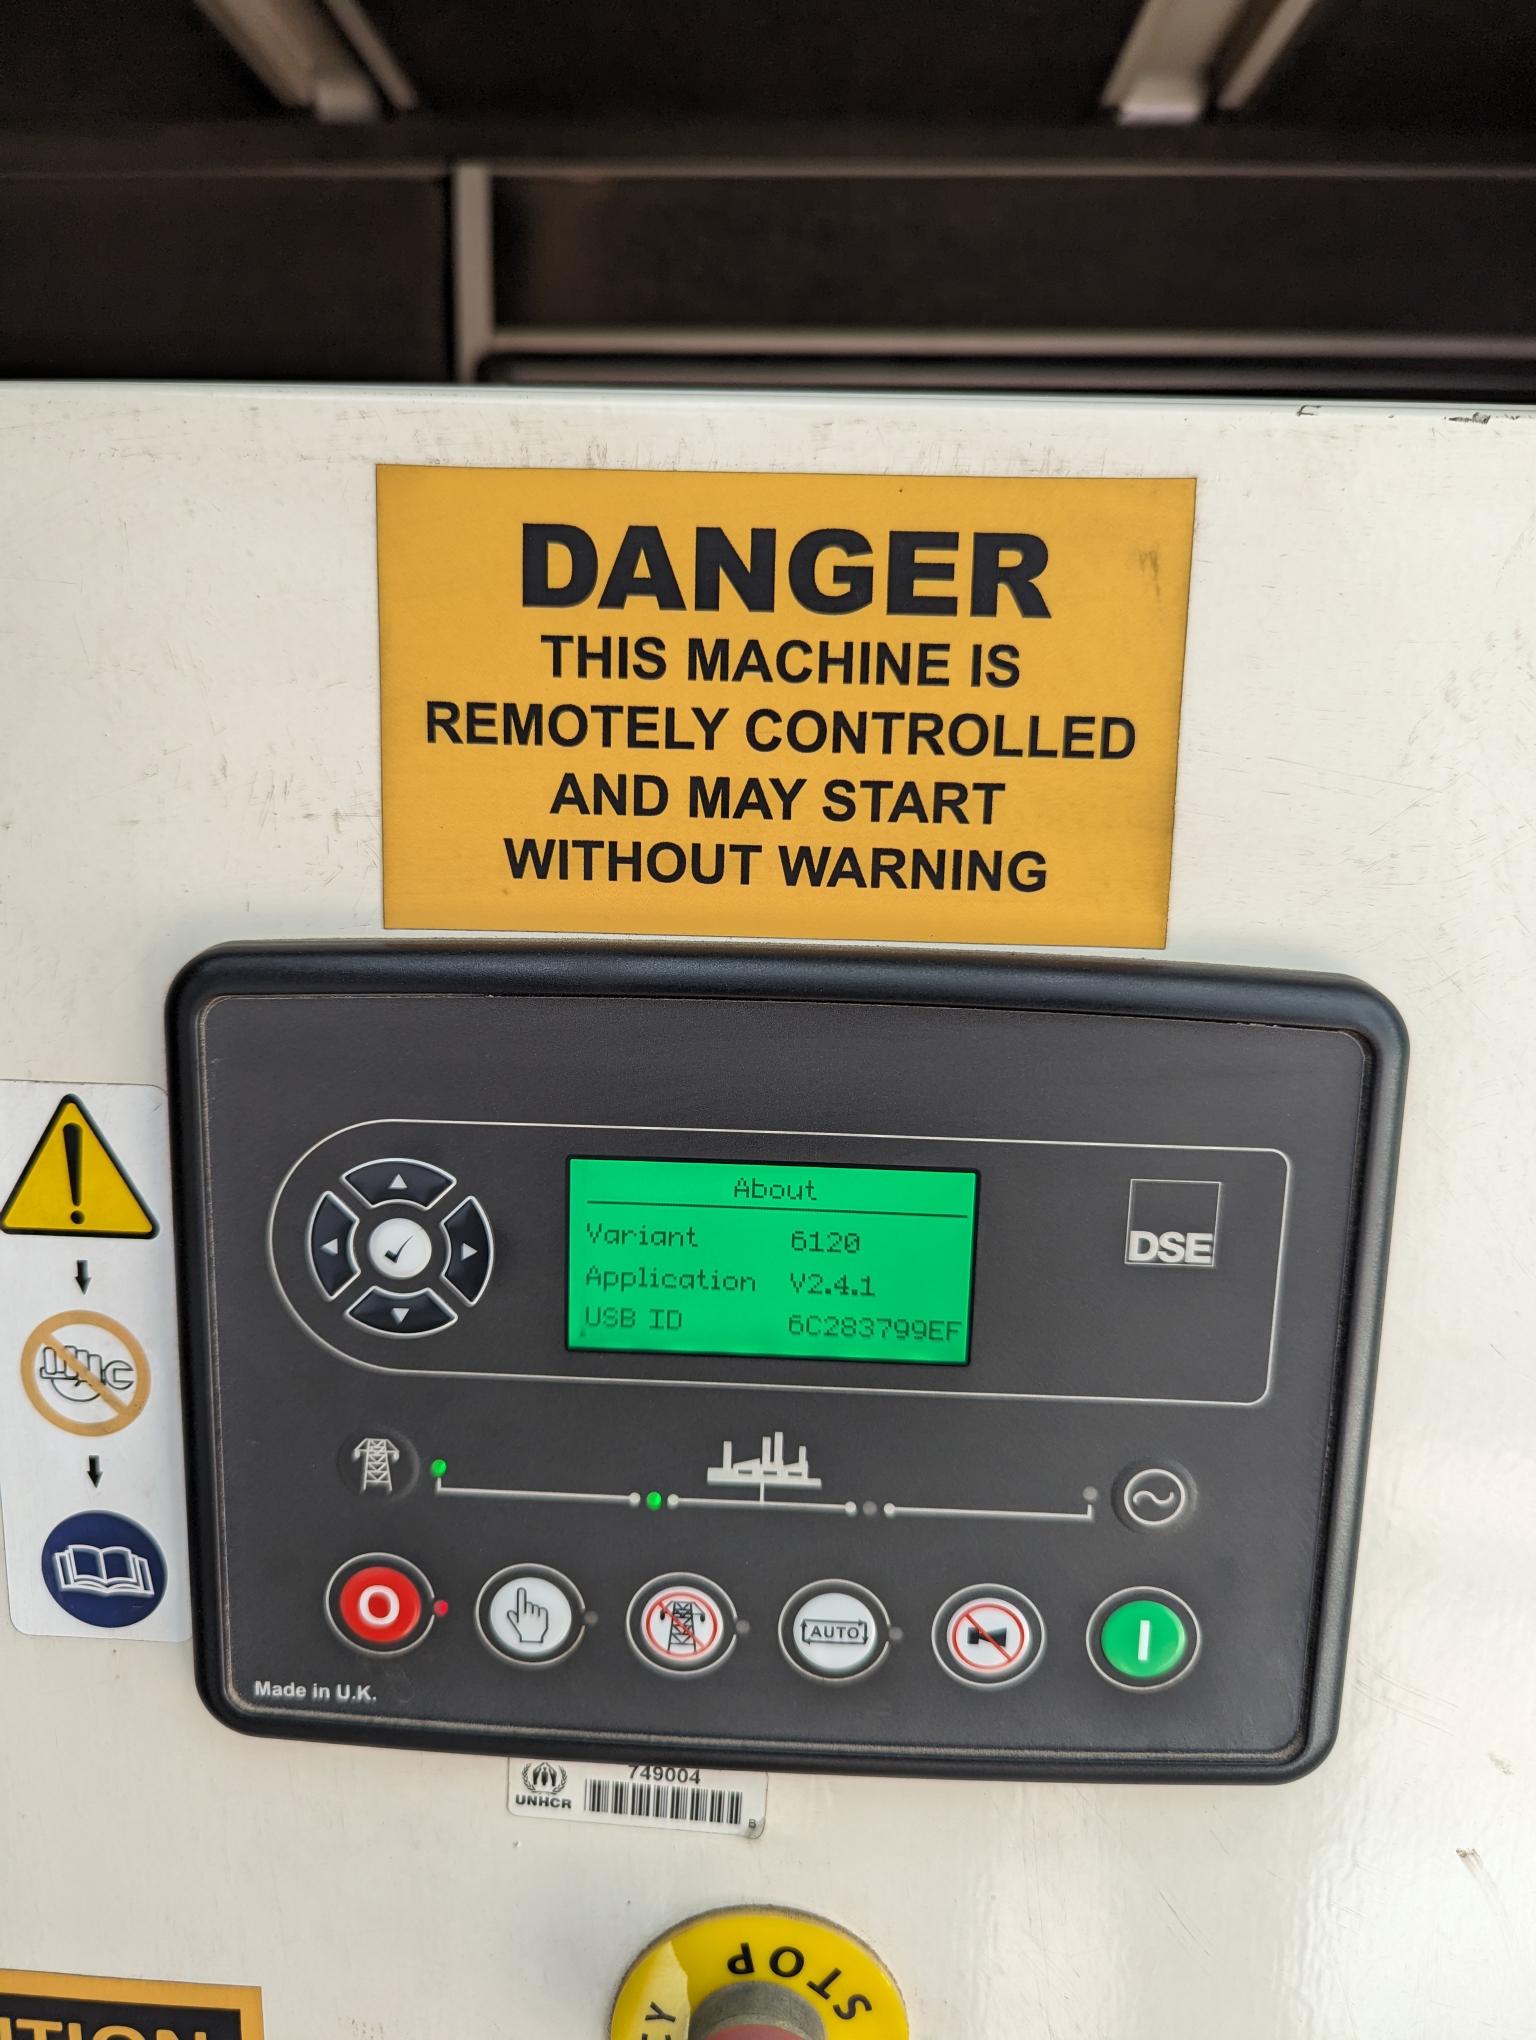 DANGER
THIS MACHINE IS
REMOTELY CONTROLLED
AND MAY START
WITHOUT WARNING
About
Variant 6120
Application V2.4.1
USB ID 6C283799EF
DSE
O
AUTO
I
Made in U.K.
749004
UNHCR
B
STOP